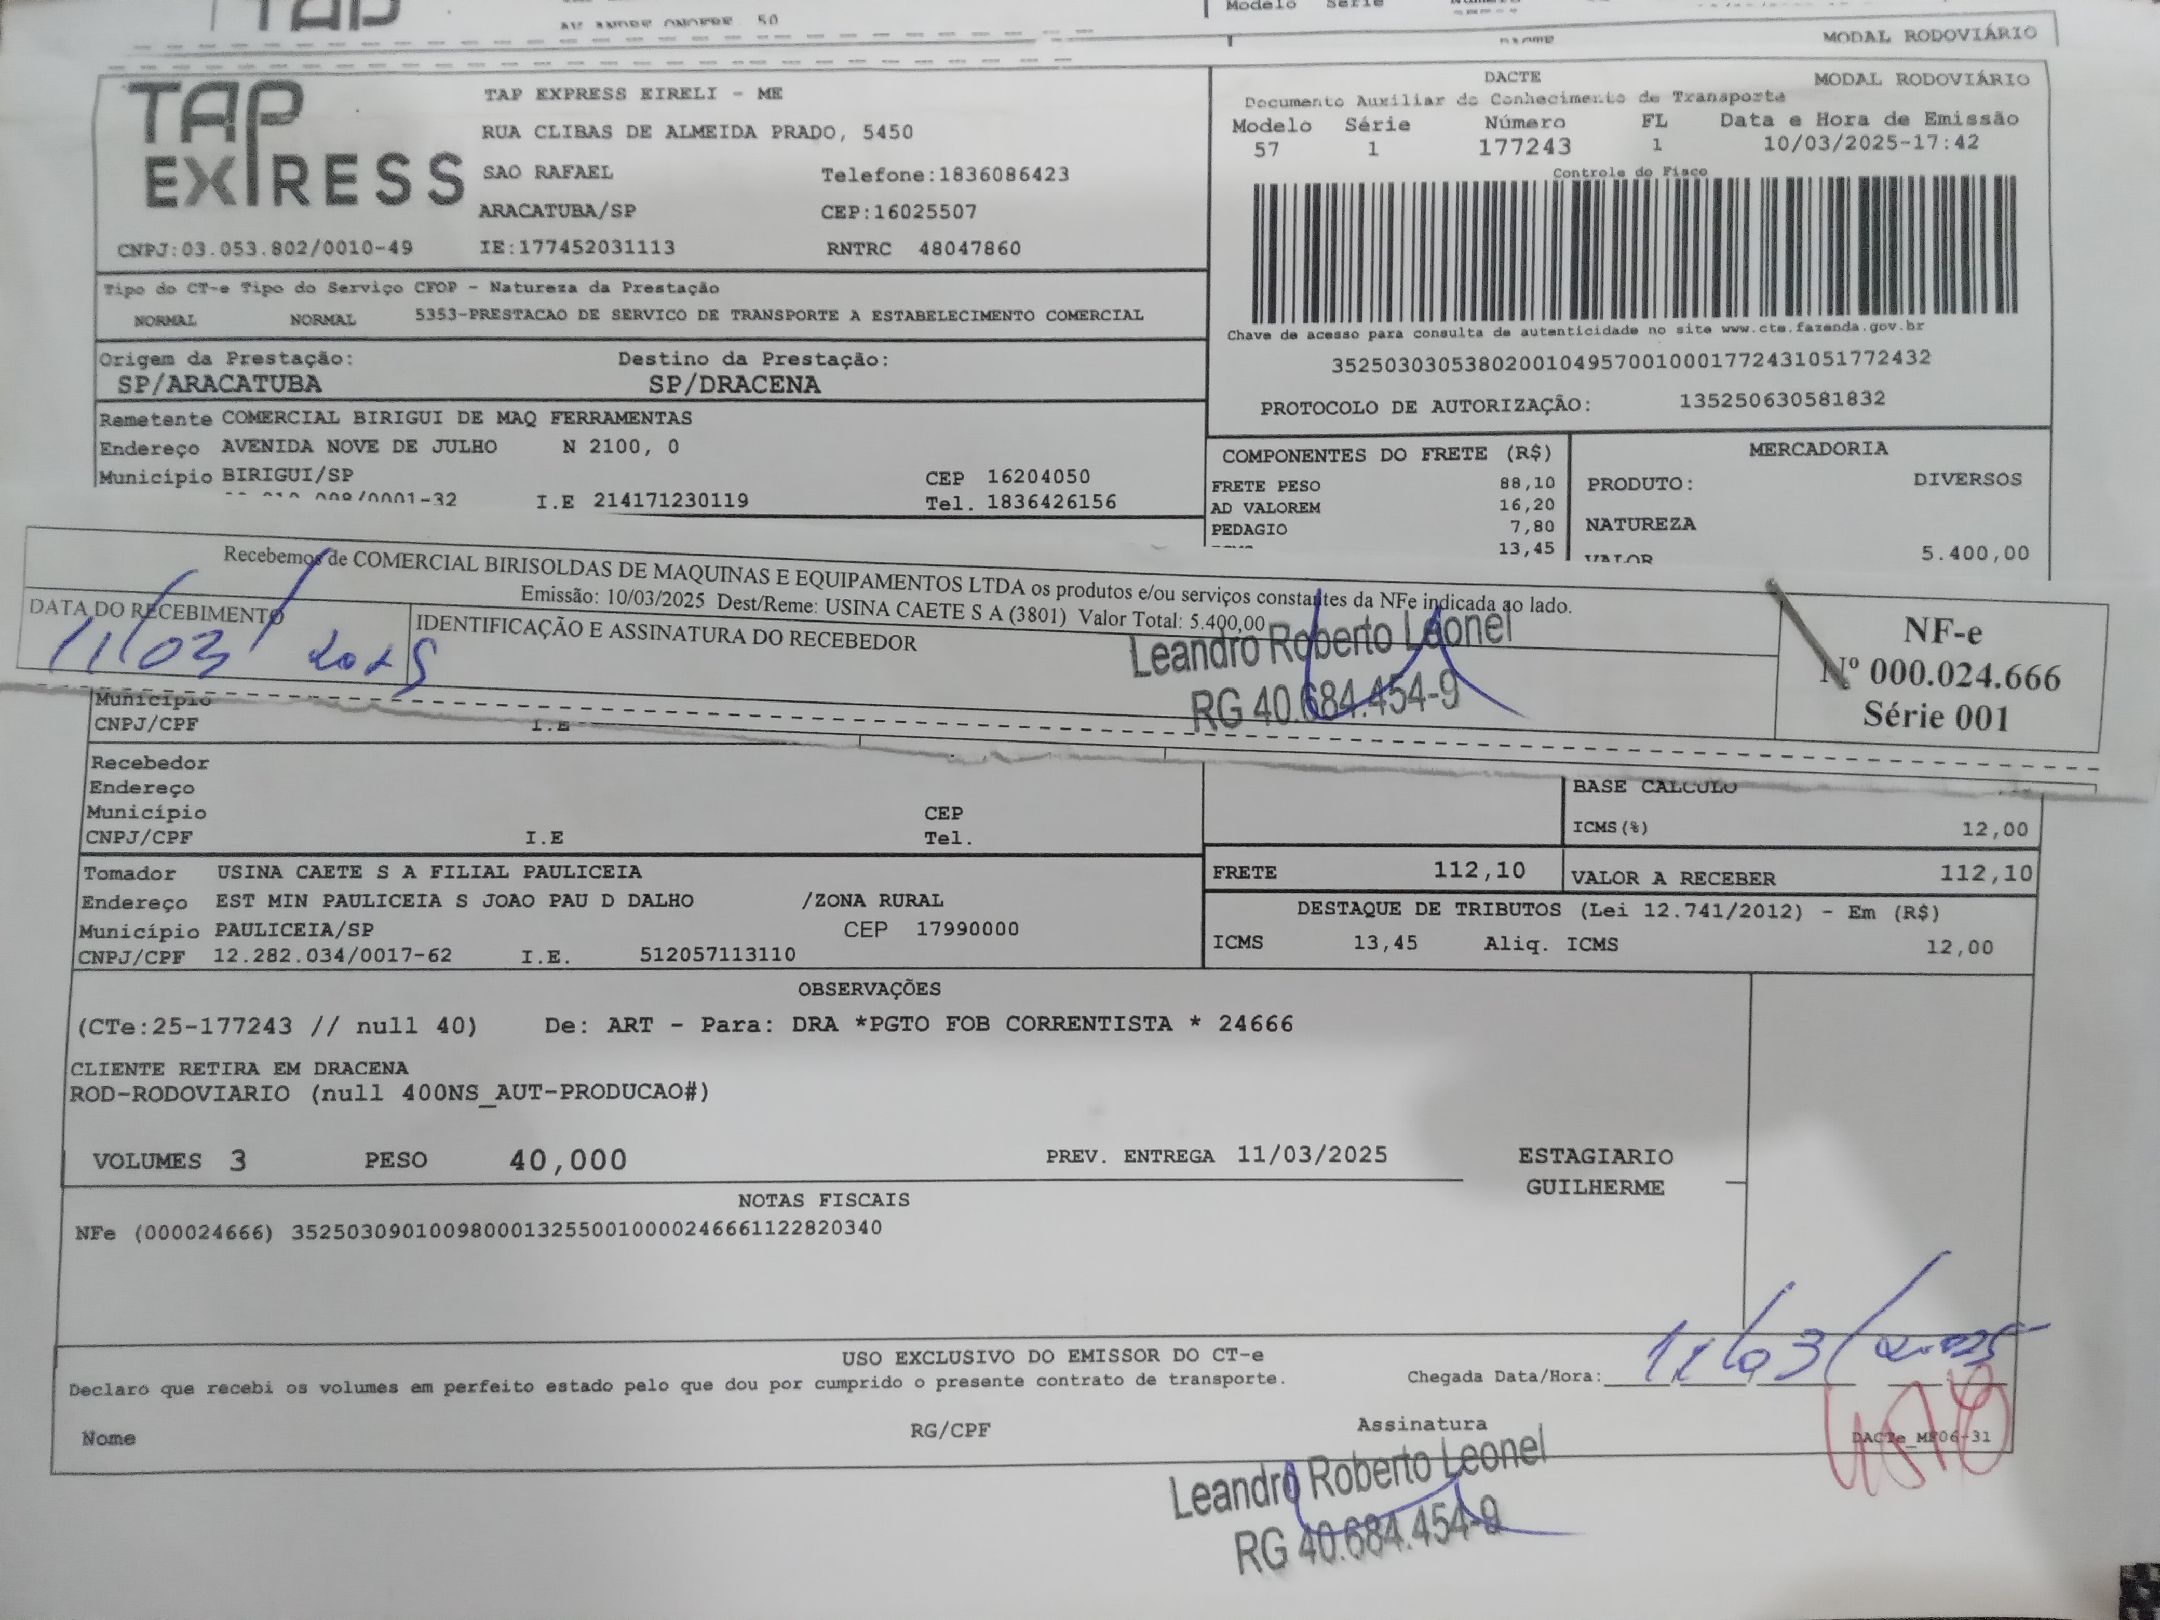 TAP
AV ANDRE ONOFRE, 50
Modelo Série
MODAL RODOVIÁRIO
TAP EXPRESS
TAP EXPRESS EIRELI - ME
RUA CLIBAS DE ALMEIDA PRADO, 5450
SAO RAFAEL Telefone:1836086423
ARACATUBA/SP CEP:16025507
CNPJ:03.053.802/0010-49 IE:177452031113 RNTRC 48047860
DACTE MODAL RODOVIÁRIO
Documento Auxiliar do Conhecimento de Transporte
Modelo Série Número FL Data e Hora de Emissão
57 1 177243 1 10/03/2025-17:42
Controle do Fisco
Chave de acesso para consulta de autenticidade no site www.cte.fazenda.gov.br
35250303053802001049570010001772431051772432
PROTOCOLO DE AUTORIZAÇÃO: 135250630581832
Tipo do CT-e Tipo do Serviço CFOP - Natureza da Prestação
NORMAL NORMAL 5353-PRESTACAO DE SERVICO DE TRANSPORTE A ESTABELECIMENTO COMERCIAL
Origem da Prestação: Destino da Prestação:
SP/ARACATUBA SP/DRACENA
Remetente COMERCIAL BIRIGUI DE MAQ FERRAMENTAS
Endereço AVENIDA NOVE DE JULHO N 2100, 0
Município BIRIGUI/SP CEP 16204050
/0001-32 I.E 214171230119 Tel. 1836426156
COMPONENTES DO FRETE (R$)
FRETE PESO 88,10
AD VALOREM 16,20
PEDAGIO 7,80
13,45
MERCADORIA
PRODUTO: DIVERSOS
NATUREZA
VALOR 5.400,00
Recebemos de COMERCIAL BIRISOLDAS DE MAQUINAS E EQUIPAMENTOS LTDA os produtos e/ou serviços constantes da NFe indicada ao lado.
Emissão: 10/03/2025 Dest/Reme: USINA CAETE S A (3801) Valor Total: 5.400,00
DATA DO RECEBIMENTO IDENTIFICAÇÃO E ASSINATURA DO RECEBEDOR
11/03/2025
Leandro Roberto Leonel
RG 40.684.454-9
NF-e
Nº 000.024.666
Série 001
Município
CNPJ/CPF I.E
Recebedor
Endereço
Município CEP
CNPJ/CPF I.E Tel.
BASE CALCULO
ICMS(%) 12,00
Tomador USINA CAETE S A FILIAL PAULICEIA
Endereço EST MIN PAULICEIA S JOAO PAU D DALHO /ZONA RURAL
Município PAULICEIA/SP CEP 17990000
CNPJ/CPF 12.282.034/0017-62 I.E. 512057113110
FRETE 112,10 VALOR A RECEBER 112,10
DESTAQUE DE TRIBUTOS (Lei 12.741/2012) - Em (R$)
ICMS 13,45 Aliq. ICMS 12,00
OBSERVAÇÕES
(CTe:25-177243 // null 40) De: ART - Para: DRA *PGTO FOB CORRENTISTA * 24666
CLIENTE RETIRA EM DRACENA
ROD-RODOVIARIO (null 400NS_AUT-PRODUCAO#)
VOLUMES 3 PESO 40,000 PREV. ENTREGA 11/03/2025 ESTAGIARIO
GUILHERME
NOTAS FISCAIS
NFe (000024666) 35250309010098000132550010000246661122820340
USO EXCLUSIVO DO EMISSOR DO CT-e
Declaro que recebi os volumes em perfeito estado pelo que dou por cumprido o presente contrato de transporte. Chegada Data/Hora: 11/03/2025
Nome RG/CPF Assinatura
DACTe_MF06-31
Leandro Roberto Leonel
RG 40.684.454-9